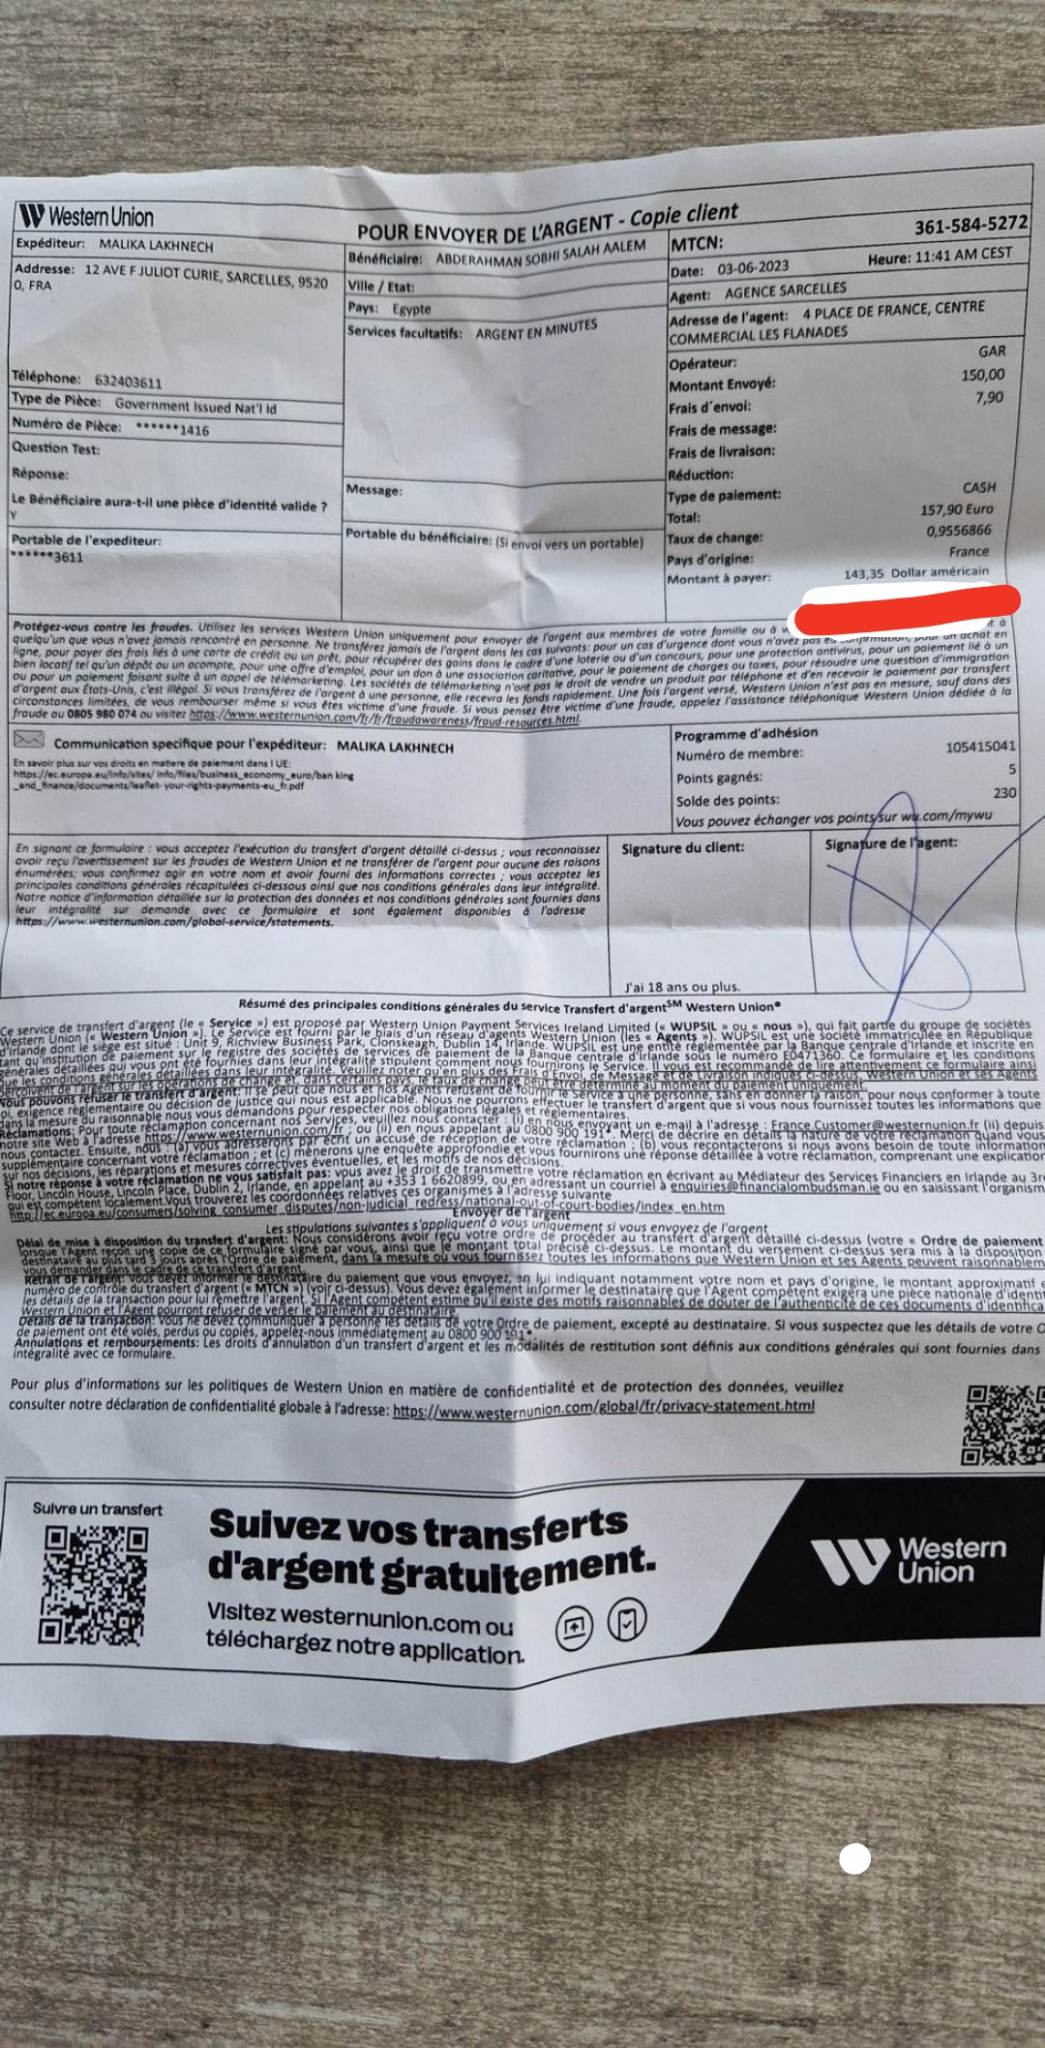 Western Union
POUR ENVOYER DE L'ARGENT - Copie client
Expéditeur: MALIKA LAKHNECH
Addresse: 12 AVE F JULIOT CURIE, SARCELLES, 9520
0, FRA
Téléphone: 632403611
Type de Pièce: Government Issued Nat'l Id
Numéro de Pièce: ******1416
Question Test:
Réponse:
Le Bénéficiaire aura-t-il une pièce d'identité valide ?
Y
Portable de l'expediteur:
******3611
Bénéficiaire: ABDERAHMAN SOBHI SALAH AALEM
Ville / Etat:
Pays: Egypte
Services facultatifs: ARGENT EN MINUTES
Message:
Portable du bénéficiaire: (Si envoi vers un portable)
MTCN: 361-584-5272
Date: 03-06-2023 Heure: 11:41 AM CEST
Agent: AGENCE SARCELLES
Adresse de l'agent: 4 PLACE DE FRANCE, CENTRE
COMMERCIAL LES FLANADES
Opérateur: GAR
Montant Envoyé: 150,00
Frais d'envoi: 7,90
Frais de message:
Frais de livraison:
Réduction:
Type de paiement: CASH
Total: 157,90 Euro
Taux de change: 0,9556866
Pays d'origine: France
Montant à payer: 143,35 Dollar américain
Protégez-vous contre les fraudes. Utilisez les services Western Union uniquement pour envoyer de l'argent aux membres de votre famille ou à
quelqu'un que vous n'avez jamais rencontré en personne. Ne transférez jamais de l'argent dans les cas suivants: pour un cas d'urgence dont vous n'avez pas eu confirmation, pour un achat en
ligne, pour payer des frais liés à une carte de crédit ou un prêt, pour récupérer des gains dans le cadre d'une loterie ou d'un concours, pour une protection antivirus, pour un paiement lié à un
bien locatif tel qu'un dépôt ou un acompte, pour une offre d'emploi, pour un don à une association caritative, pour le paiement de charges ou taxes, pour résoudre une question d'immigration
ou pour un paiement faisant suite à un appel de télémarketing. Les sociétés de télémarketing n'ont pas le droit de vendre un produit par téléphone et d'en recevoir le paiement par transfert
d'argent aux États-Unis, c'est illégal. Si vous transférez de l'argent à une personne, elle recevra les fonds rapidement. Une fois l'argent versé, Western Union n'est pas en mesure, sauf dans des
circonstances limitées, de vous rembourser même si vous êtes victime d'une fraude. Si vous pensez être victime d'une fraude, appelez l'assistance téléphonique Western Union dédiée à la
fraude au 0805 980 074 ou visitez https://www.westernunion.com/fr/fr/fraudawareness/fraud-resources.html.
Communication specifique pour l'expéditeur: MALIKA LAKHNECH
En savoir plus sur vos droits en matiere de paiement dans l UE:
https://ec.europa.eu/info/sites/ info/files/business_economy_euro/ban king
_and_finance/documents/leaflet- your-rights-payments-eu_fr.pdf
Programme d'adhésion
Numéro de membre: 105415041
Points gagnés: 5
Solde des points: 230
Vous pouvez échanger vos points sur wu.com/mywu
En signant ce formulaire : vous acceptez l'exécution du transfert d'argent détaillé ci-dessus ; vous reconnaissez
avoir reçu l'avertissement sur les fraudes de Western Union et ne transférer de l'argent pour aucune des raisons
énumérées; vous confirmez agir en votre nom et avoir fourni des informations correctes ; vous acceptez les
principales conditions générales récapitulées ci-dessous ainsi que nos conditions générales dans leur intégralité.
Notre notice d'information détaillée sur la protection des données et nos conditions générales sont fournies dans
leur intégralité sur demande avec ce formulaire et sont également disponibles à l'adresse
https://www.westernunion.com/global-service/statements.
Signature du client:
J'ai 18 ans ou plus.
Signature de l'agent:
Résumé des principales conditions générales du service Transfert d'argentSM Western Union®
Ce service de transfert d'argent (le « Service ») est proposé par Western Union Payment Services Ireland Limited (« WUPSIL » ou « nous »), qui fait partie du groupe de sociétés
Western Union (« Western Union »). Le Service est fourni par le biais d'un réseau d'agents Western Union (les « Agents »). WUPSIL est une société immatriculée en République
d'Irlande dont le siège est situé : Unit 9, Richview Business Park, Clonskeagh, Dublin 14, Irlande. WUPSIL est une entité réglementée par la Banque centrale d'Irlande et inscrite en
tant qu'institution de paiement sur le registre des sociétés de services de paiement de la Banque centrale d'Irlande sous le numéro E0471360. Ce formulaire et les conditions
générales détaillées qui vous ont été fournies dans leur intégralité stipulent comment nous fournirons le Service. Il vous est recommandé de lire attentivement ce formulaire ainsi
que les conditions générales détaillées dans leur intégralité. Veuillez noter qu'en plus des Frais d'Envoi, de Message et de Livraison indiqués ci-dessus, Western Union et ses Agents
perçoivent de l'argent sur les opérations de change et, dans certains pays, le taux de change peut être déterminé au moment du paiement uniquement.
Nous pouvons refuser le transfert d'argent: Il se peut que nous et nos Agents refusent de fournir le Service à une personne, sans en donner la raison, pour nous conformer à toute
loi, exigence réglementaire ou décision de justice qui nous est applicable. Nous ne pourrons effectuer le transfert d'argent que si vous nous fournissez toutes les informations que
dans la mesure du raisonnable nous vous demandons pour respecter nos obligations légales et réglementaires.
Réclamations: Pour toute réclamation concernant nos Services, veuillez nous contacter : (i) en nous envoyant un e-mail à l'adresse : France.Customer@westernunion.fr (ii) depuis
notre site Web à l'adresse https://www.westernunion.com/fr ; ou (ii) en nous appelant au 0800 900 191*. Merci de décrire en détails la nature de votre réclamation quand vous
nous contactez. Ensuite, nous : (a) vous adresserons par écrit un accusé de réception de votre réclamation ; (b) vous recontacterons si nous avons besoin de toute information
supplémentaire concernant votre réclamation ; et (c) mènerons une enquête approfondie et vous fournirons une réponse détaillée à votre réclamation, comprenant une explication
sur nos décisions, les réparations et mesures correctives éventuelles, et les motifs de nos décisions.
Si notre réponse à votre réclamation ne vous satisfait pas: vous avez le droit de transmettre votre réclamation en écrivant au Médiateur des Services Financiers en Irlande au 3r
Floor, Lincoln House, Lincoln Place, Dublin 2, Irlande, en appelant au +353 1 6620899, ou en adressant un courriel à enquiries@financialombudsman.ie ou en saisissant l'organism
qui est compétent localement.Vous trouverez les coordonnées relatives ces organismes à l'adresse suivante
http://ec.europa.eu/consumers/solving_consumer_disputes/non-judicial_redress/national-out-of-court-bodies/index_en.htm
Envoyer de l'argent
Les stipulations suivantes s'appliquent à vous uniquement si vous envoyez de l'argent
Délai de mise à disposition du transfert d'argent: Nous considérons avoir reçu votre ordre de procéder au transfert d'argent détaillé ci-dessus (votre « Ordre de paiement
lorsque l'Agent reçoit une copie de ce formulaire signé par vous, ainsi que le montant total précisé ci-dessus. Le montant du versement ci-dessus sera mis à la disposition
destinataire au plus tard 3 jours après l'Ordre de paiement, dans la mesure ou vous fournissez toutes les informations que Western Union et ses Agents peuvent raisonnablem
vous demander dans le cadre de ce transfert d'argent.
Retrait de l'argent: Vous devez informer le destinataire du paiement que vous envoyez, en lui indiquant notamment votre nom et pays d'origine, le montant approximatif e
numéro de contrôle du transfert d'argent (« MTCN ») (voir ci-dessus). Vous devez également informer le destinataire que l'Agent compétent exigera une pièce nationale d'identi
les détails de la transaction pour lui remettre l'argent. Si l'Agent compétent estime qu'il existe des motifs raisonnables de douter de l'authenticité de ces documents d'identifica
Western Union et l'Agent pourront refuser de verser le paiement au destinataire.
Détails de la transaction: Vous ne devez communiquer à personne les détails de votre Ordre de paiement, excepté au destinataire. Si vous suspectez que les détails de votre O
de paiement ont été volés, perdus ou copiés, appelez-nous immédiatement au 0800 900 191*.
Annulations et remboursements: Les droits d'annulation d'un transfert d'argent et les modalités de restitution sont définis aux conditions générales qui sont fournies dans
intégralité avec ce formulaire.
Pour plus d'informations sur les politiques de Western Union en matière de confidentialité et de protection des données, veuillez
consulter notre déclaration de confidentialité globale à l'adresse: https://www.westernunion.com/global/fr/privacy-statement.html
Suivre un transfert
Suivez vos transferts
d'argent gratuitement.
Visitez westernunion.com ou
téléchargez notre application.
Western
Union